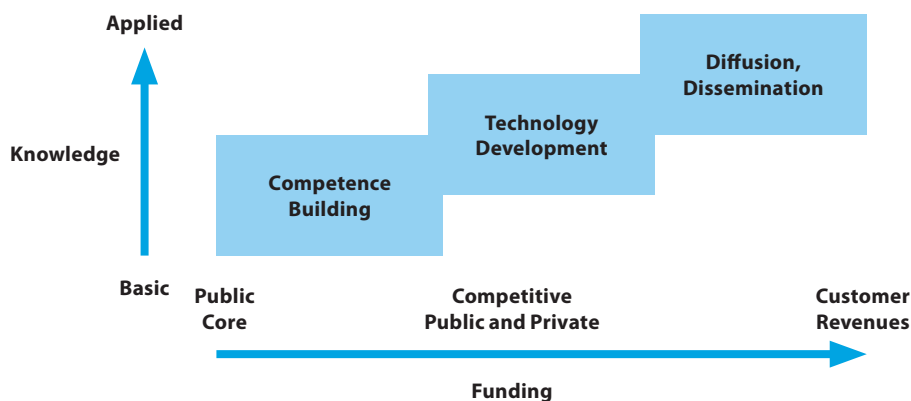 Applied
Diffusion,
Dissemination
Technology
Development
Knowledge
Competence
Building
Basic
Public
Core
Competitive
Public and Private
Customer
Revenues
Funding